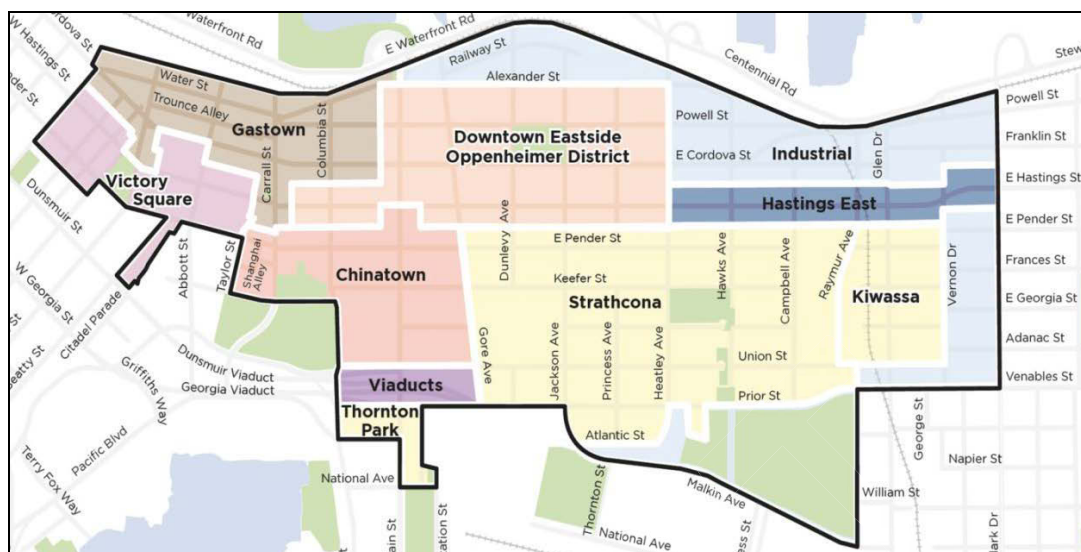 Cordova St
W Hastings St
Waterfront Rd
E Waterfront Rd
Railway St
Alexander St
Centennial Rd
Water St
Trounce Alley
Gastown
Columbia St
Carrall St
Downtown Eastside
Oppenheimer District
Powell St
E Cordova St
Industrial
Glen Dr
Powell St
Franklin St
E Hastings St
E Pender St
Frances St
E Georgia St
Adanac St
Venables St
Victory
Square
Hastings East
Dunsmuir St
W Georgia St
Citadel Parade
Abbott St
Taylor St
Shanghai
Alley
Chinatown
Dunlevy Ave
E Pender St
Keefer St
Strathcona
Hawks Ave
Campbell Ave
Raymur Ave
Kiwassa
Vernon Dr
Gore Ave
Jackson Ave
Princess Ave
Heatley Ave
Union St
Prior St
Dunsmuir Viaduct
Georgia Viaduct
Griffiths Way
Viaducts
Thornton
Park
Atlantic St
Pacific Blvd
Terry Fox Way
National Ave
Thornton St
National Ave
Malkin Ave
George St
Napier St
William St